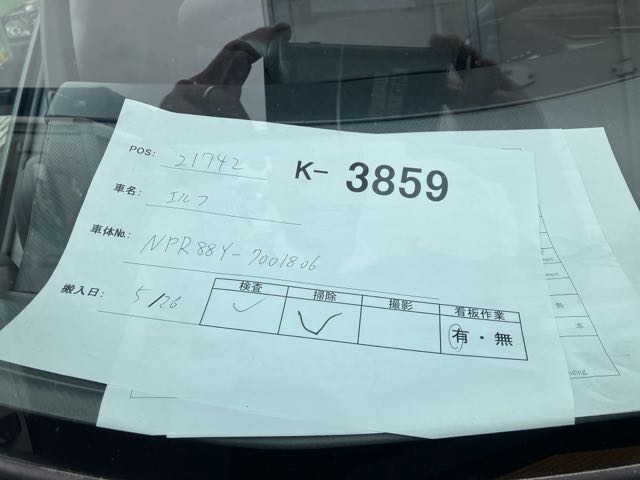 POS: 21742
K- 3859
車名: エルフ
車体No.: NPR88Y-7001806
搬入日: 5/26
検査 掃除 撮影 看板作業
✓ ✓ 有・無